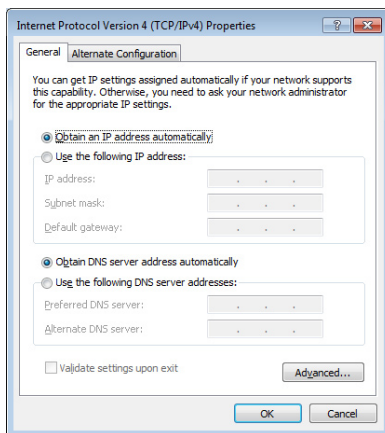 Internet Protocol Version 4 (TCP/IPv4) Properties
General
Alternate Configuration
You can get IP settings assigned automatically if your network supports
this capability. Otherwise, you need to ask your network administrator
for the appropriate IP settings.
Obtain an IP address automatically
Use the following IP address:
IP address:
Subnet mask:
Default gateway:
Obtain DNS server address automatically
Use the following DNS server addresses:
Preferred DNS server:
Alternate DNS server:
Validate settings upon exit
Advanced...
OK
Cancel